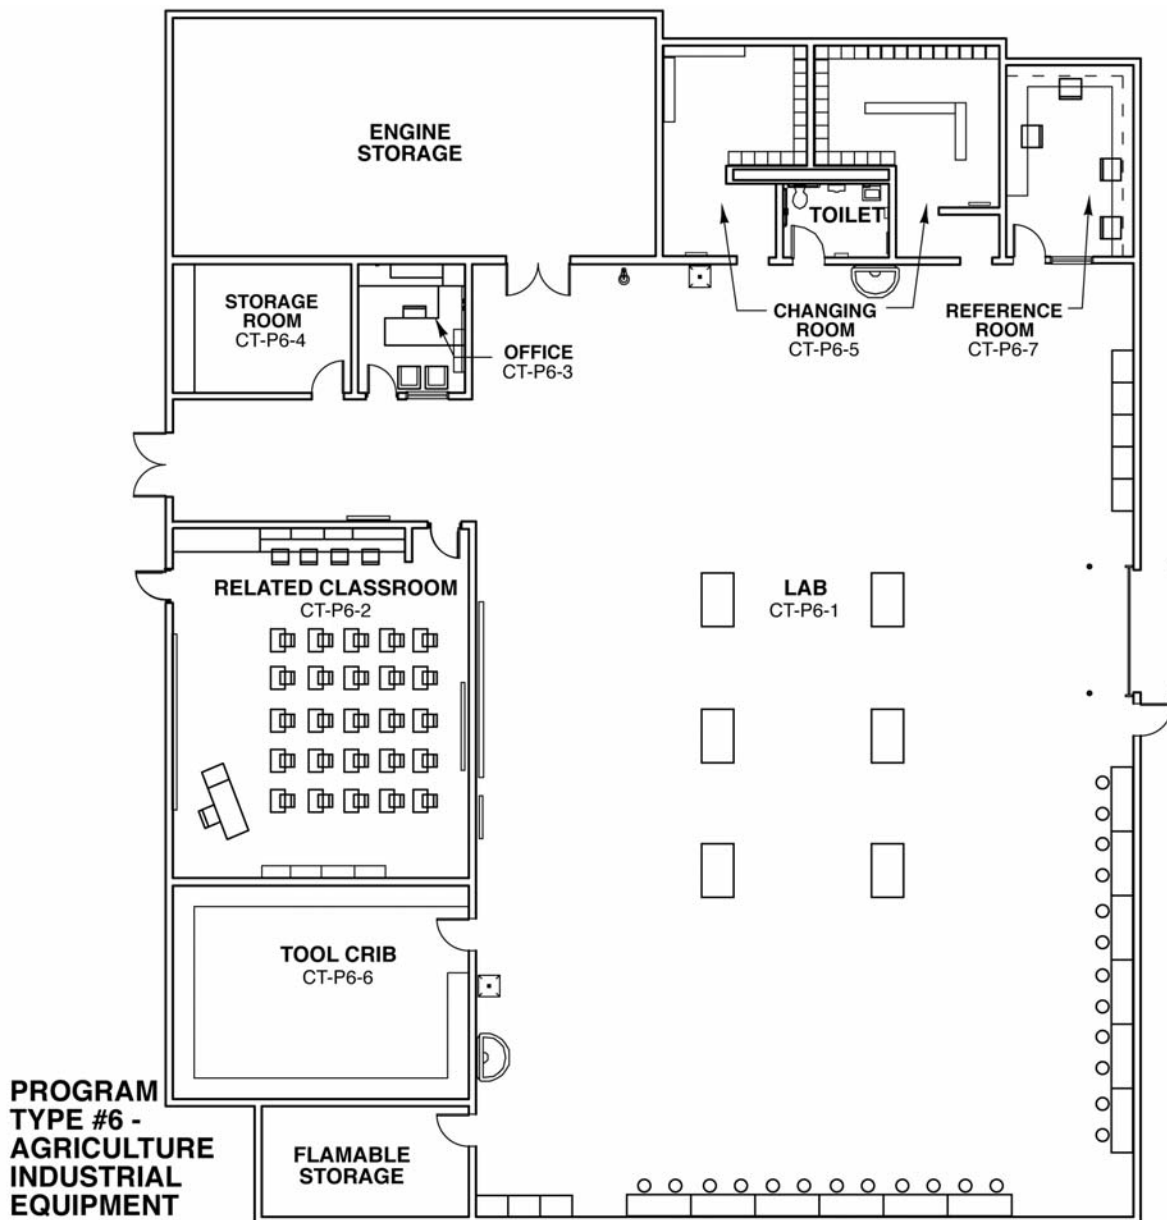 ENGINE
STORAGE
TOILET
STORAGE
ROOM
CT-P6-4
OFFICE
CT-P6-3
CHANGING
ROOM
CT-P6-5
REFERENCE
ROOM
CT-P6-7
RELATED CLASSROOM
CT-P6-2
LAB
CT-P6-1
TOOL CRIB
CT-P6-6
FLAMABLE
STORAGE
PROGRAM
TYPE #6 -
AGRICULTURE
INDUSTRIAL
EQUIPMENT